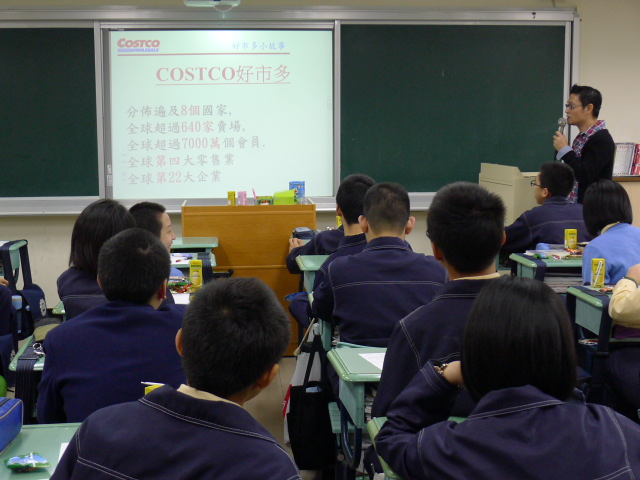 COSTCO
WHOLESALE
好市多小故事
COSTCO好市多
分佈遍及8個國家,
全球超過640家賣場,
全球超過7000萬個會員,
全球第四大零售業
全球第22大企業